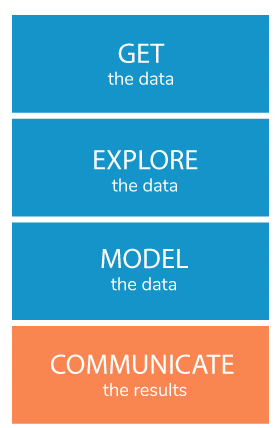 GET
the data
EXPLORE
the data
MODEL
the data
COMMUNICATE
the results